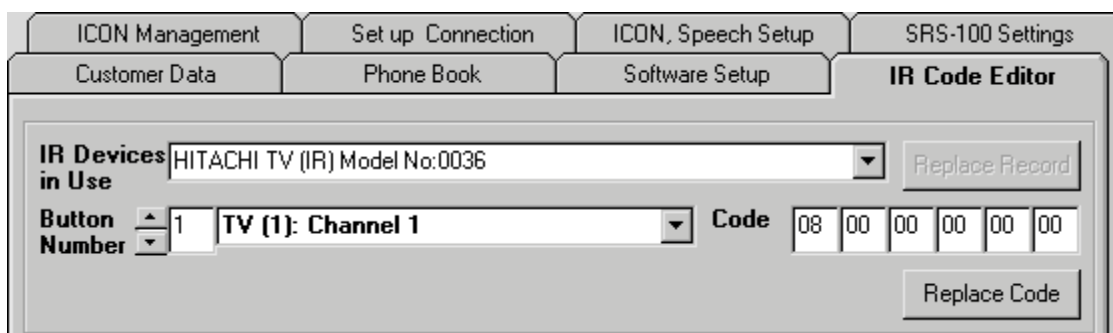 ICON Management Set up  Connection ICON, Speech Setup SRS-100 Settings
Customer Data Phone Book Software Setup IR Code Editor
IR Devices in Use HITACHI TV (IR) Model No:0036 Replace Record
Button Number 1 TV (1): Channel 1 Code 08 00 00 00 00 00
Replace Code